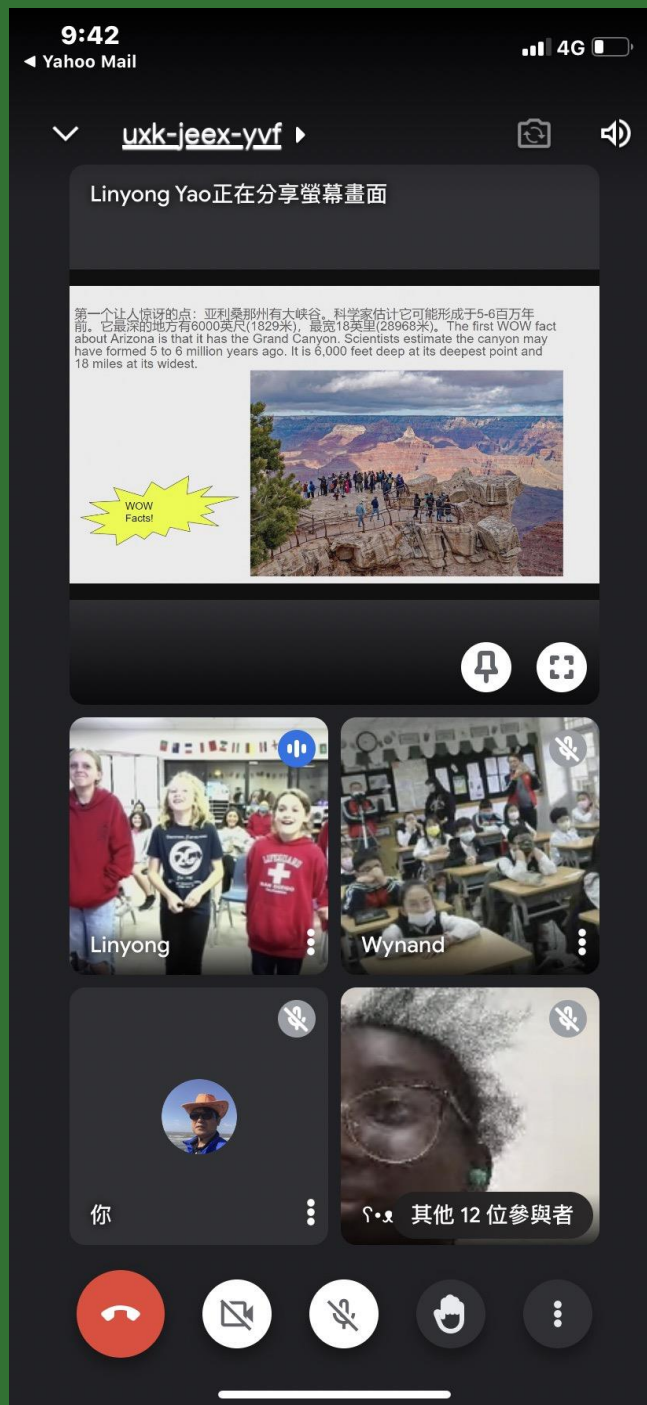 9:42
◀ Yahoo Mail
4G
uxk-jeex-yvf
Linyong Yao正在分享螢幕畫面
第一个让人惊讶的点：亚利桑那州有大峡谷。科学家估计它可能形成于5-6百万年
前。它最深的地方有6000英尺(1829米)，最宽18英里(28968米)。The first WOW fact
about Arizona is that it has the Grand Canyon. Scientists estimate the canyon may
have formed 5 to 6 million years ago. It is 6,000 feet deep at its deepest point and
18 miles at its widest.
WOW
Facts!
LIFEGUARD
SAN DIEGO
Linyong
Wynand
你
其他 12 位參與者